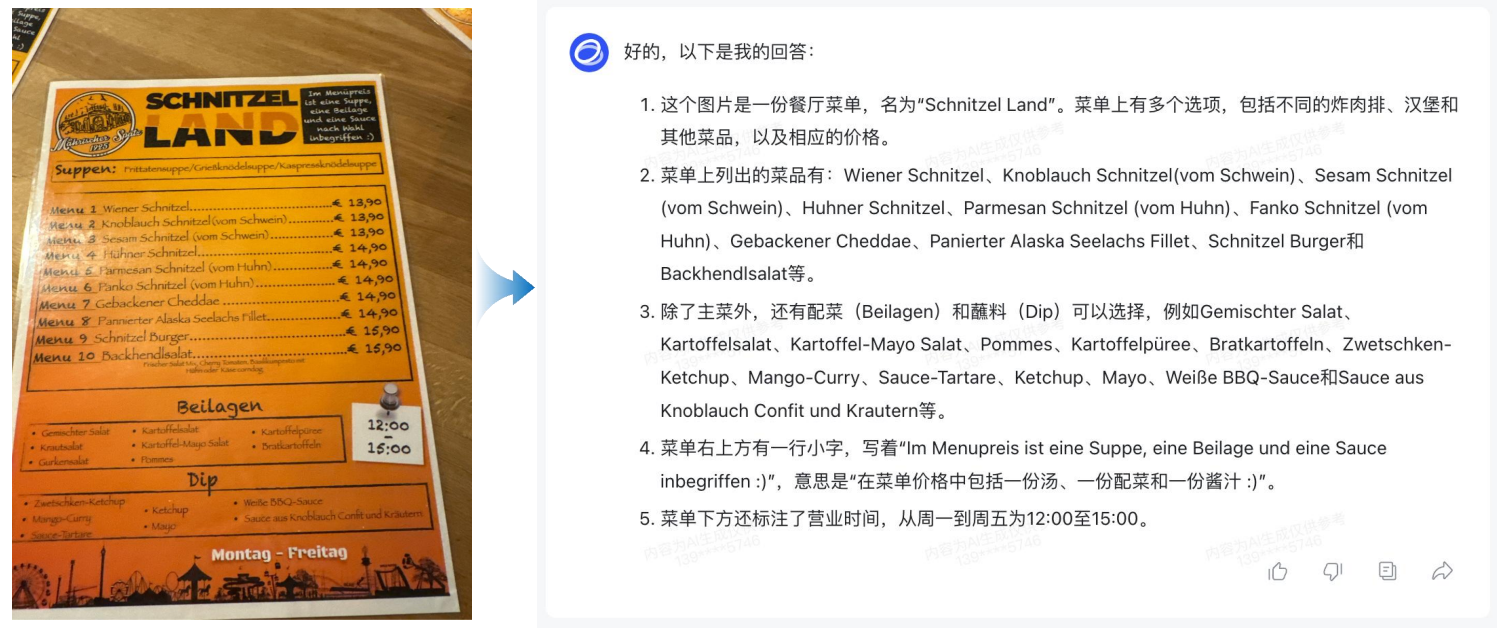 SCHNITZEL
LAND
Im Menüpreis
ist eine Suppe,
eine Beilage
und eine Sauce
nach Wahl
inbegriffen :)
1995
Suppen: Frittatensuppe/Grießknödelsuppe/Kaspressknödelsuppe
Menu 1 Wiener Schnitzel € 13,90
Menu 2 Knoblauch Schnitzel(vom Schwein) € 13,90
Menu 3 Sesam Schnitzel (vom Schwein) € 13,90
Menu 4 Hühner Schnitzel € 14,90
Menu 5 Parmesan Schnitzel (vom Huhn) € 14,90
Menu 6 Panko Schnitzel (vom Huhn) € 14,90
Menu 7 Gebackener Cheddae € 14,90
Menu 8 Pannierter Alaska Seelachs Fillet € 14,90
Menu 9 Schnitzel Burger € 15,90
Menu 10 Backhendlsalat € 15,90
Beilagen
• Gemischter Salat
• Krautsalat
• Gurkensalat
• Kartoffelsalat
• Kartoffel-Mayo Salat
• Pommes
• Kartoffelpüree
• Bratkartoffeln
12:00
–
15:00
Dip
• Zwetschken-Ketchup
• Mango-Curry
• Sauce-Tartare
• Ketchup
• Mayo
• Weiße BBQ-Sauce
• Sauce aus Knoblauch Confit und Kräutern
Montag - Freitag
好的，以下是我的回答：
1. 这个图片是一份餐厅菜单，名为“Schnitzel Land”。菜单上有多个选项，包括不同的炸肉排、汉堡和
其他菜品，以及相应的价格。
2. 菜单上列出的菜品有：Wiener Schnitzel、Knoblauch Schnitzel(vom Schwein)、Sesam Schnitzel
(vom Schwein)、Huhner Schnitzel、Parmesan Schnitzel (vom Huhn)、Fanko Schnitzel (vom
Huhn)、Gebackener Cheddae、Panierter Alaska Seelachs Fillet、Schnitzel Burger和
Backhendlsalat等。
3. 除了主菜外，还有配菜（Beilagen）和蘸料（Dip）可以选择，例如Gemischter Salat、
Kartoffelsalat、Kartoffel-Mayo Salat、Pommes、Kartoffelpüree、Bratkartoffeln、Zwetschken-
Ketchup、Mango-Curry、Sauce-Tartare、Ketchup、Mayo、Weiße BBQ-Sauce和Sauce aus
Knoblauch Confit und Krautern等。
4. 菜单右上方有一行小字，写着“Im Menupreis ist eine Suppe, eine Beilage und eine Sauce
inbegriffen :)”，意思是“在菜单价格中包括一份汤、一份配菜和一份酱汁 :)”。
5. 菜单下方还标注了营业时间，从周一到周五为12:00至15:00。
内容为AI生成仅供参考
139****5746